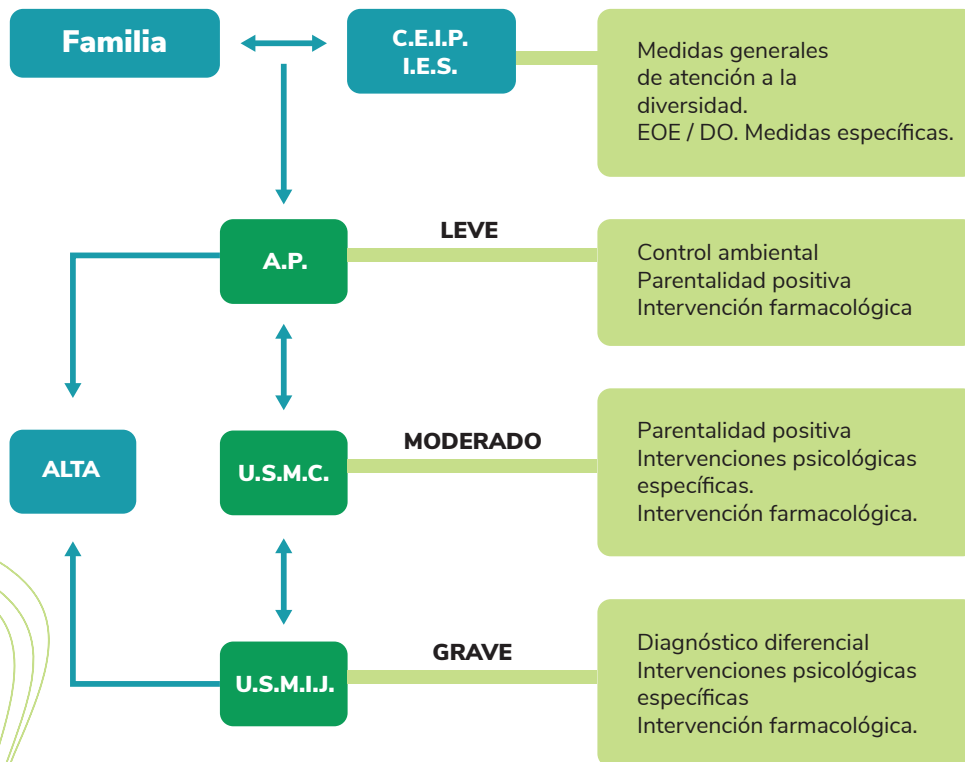 Familia
C.E.I.P.
I.E.S.
Medidas generales
de atención a la
diversidad.
EOE / DO. Medidas específicas.
A.P.
LEVE
Control ambiental
Parentalidad positiva
Intervención farmacológica
ALTA
U.S.M.C.
MODERADO
Parentalidad positiva
Intervenciones psicológicas
específicas.
Intervención farmacológica.
U.S.M.I.J.
GRAVE
Diagnóstico diferencial
Intervenciones psicológicas
específicas
Intervención farmacológica.